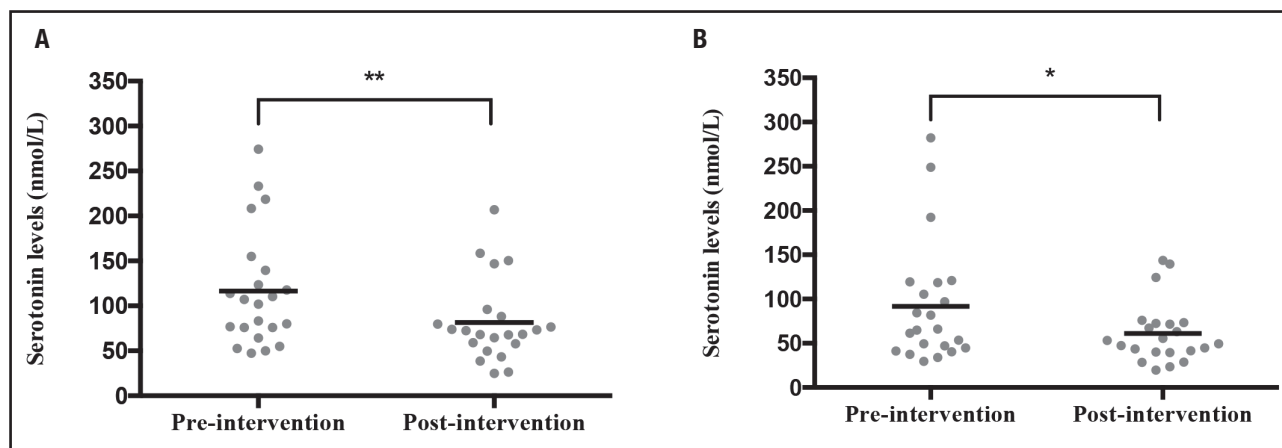 A
Serotonin levels (nmol/L)
350
300
250
200
150
100
50
0
**
Pre-intervention
Post-intervention
B
Serotonin levels (nmol/L)
350
300
250
200
150
100
50
0
*
Pre-intervention
Post-intervention